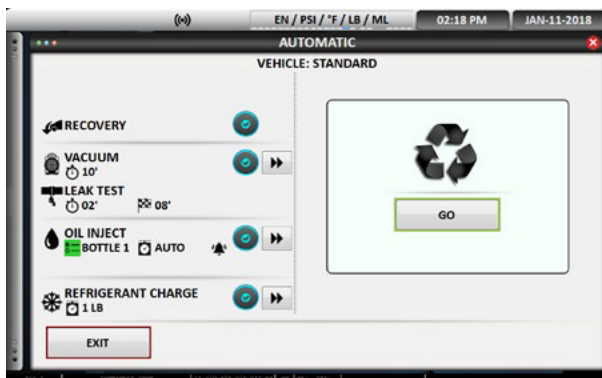 EN / PSI / °F / LB / ML
02:18 PM
JAN-11-2018
AUTOMATIC
VEHICLE: STANDARD
RECOVERY
VACUUM
10'
LEAK TEST
02' 08'
OIL INJECT
BOTTLE 1 AUTO
REFRIGERANT CHARGE
1 LB
GO
EXIT